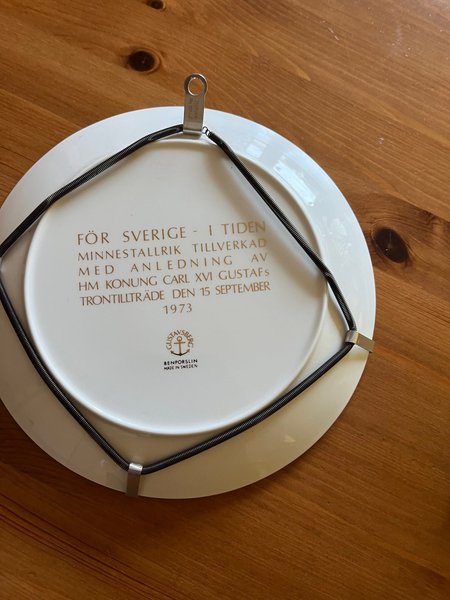 FÖR SVERIGE - I TIDEN
MINNESTALLRIK TILLVERKAD
MED ANLEDNING AV
HM KONUNG CARL XVI GUSTAFs
TRONTILLTRÄDE DEN 15 SEPTEMBER
1973
GUSTAVSBERG
BENPORSLIN
MADE IN SWEDEN